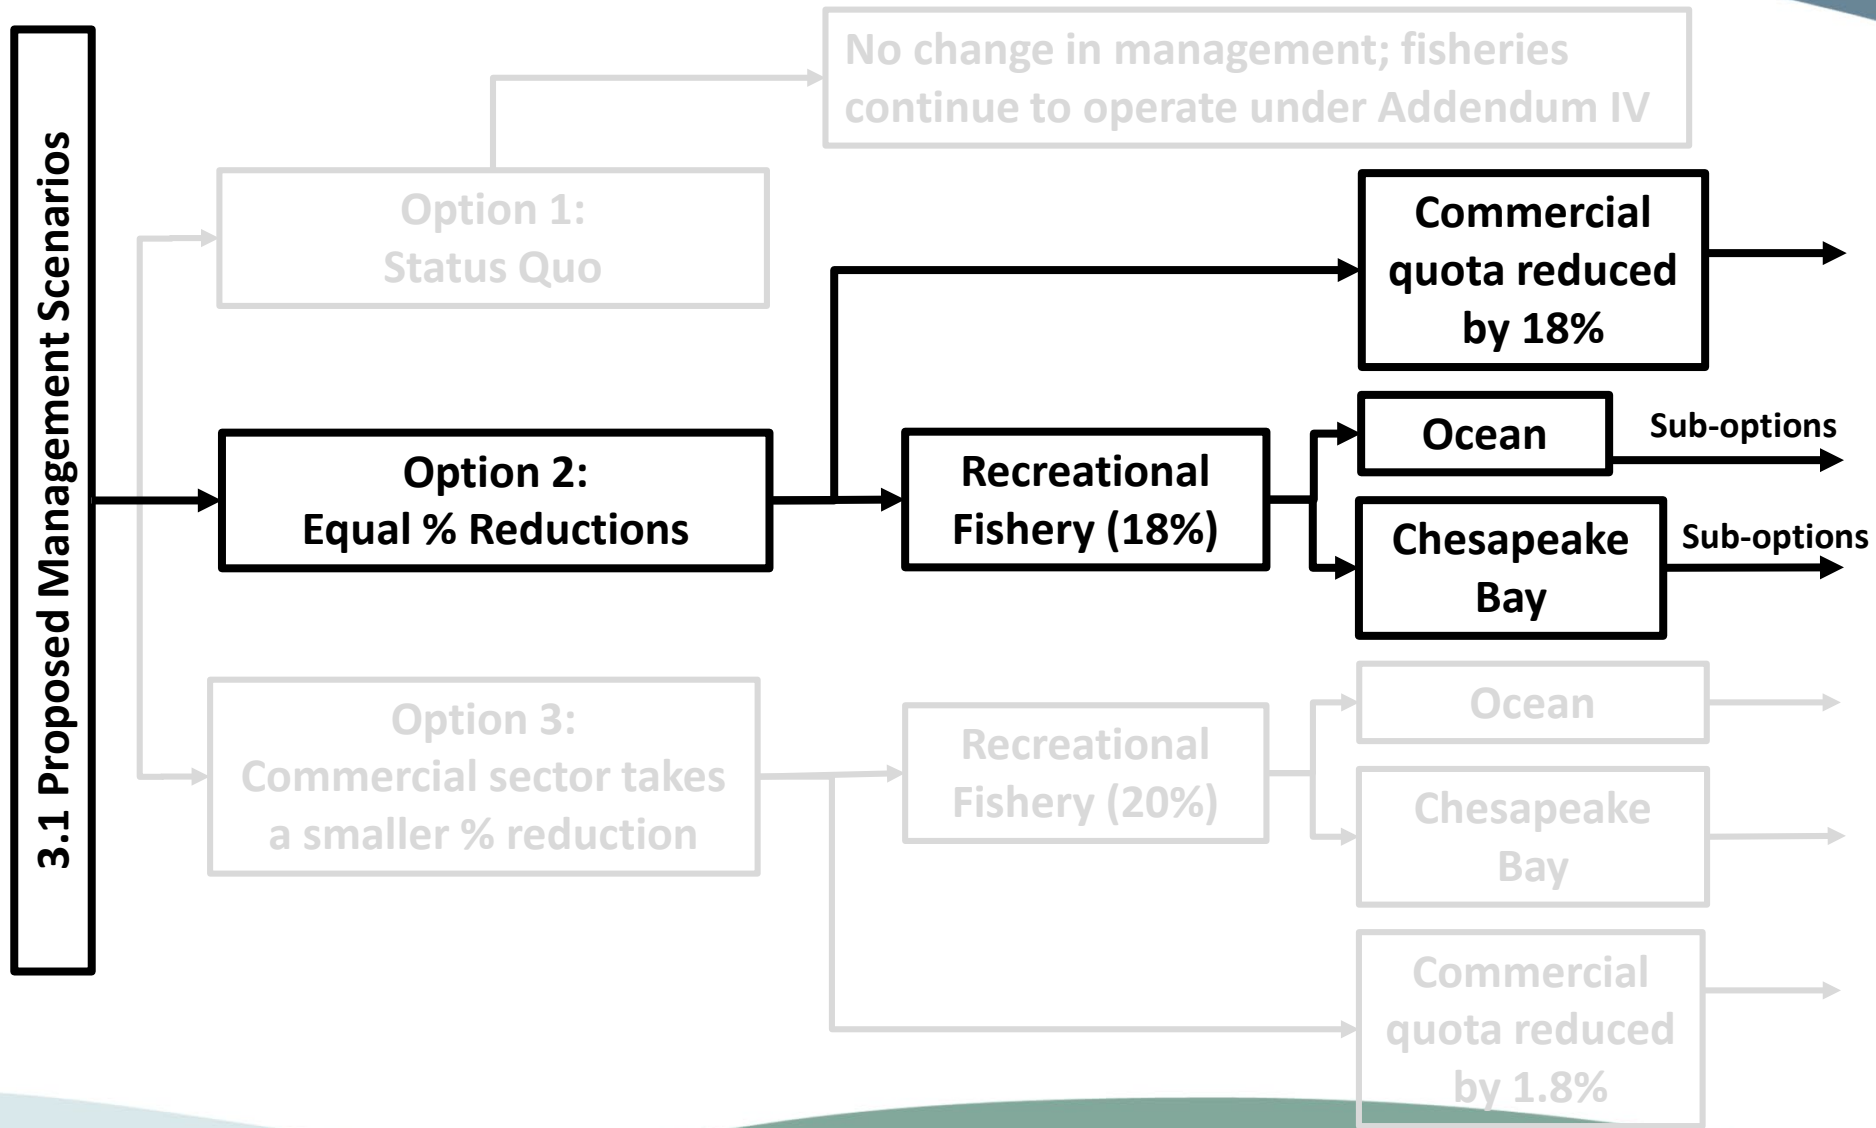 3.1 Proposed Management Scenarios
No change in management; fisheries
continue to operate under Addendum IV
Option 1:
Status Quo
Commercial
quota reduced
by 18%
Option 2:
Equal % Reductions
Recreational
Fishery (18%)
Ocean
Sub-options
Chesapeake
Bay
Sub-options
Option 3:
Commercial sector takes
a smaller % reduction
Recreational
Fishery (20%)
Ocean
Chesapeake
Bay
Commercial
quota reduced
by 1.8%